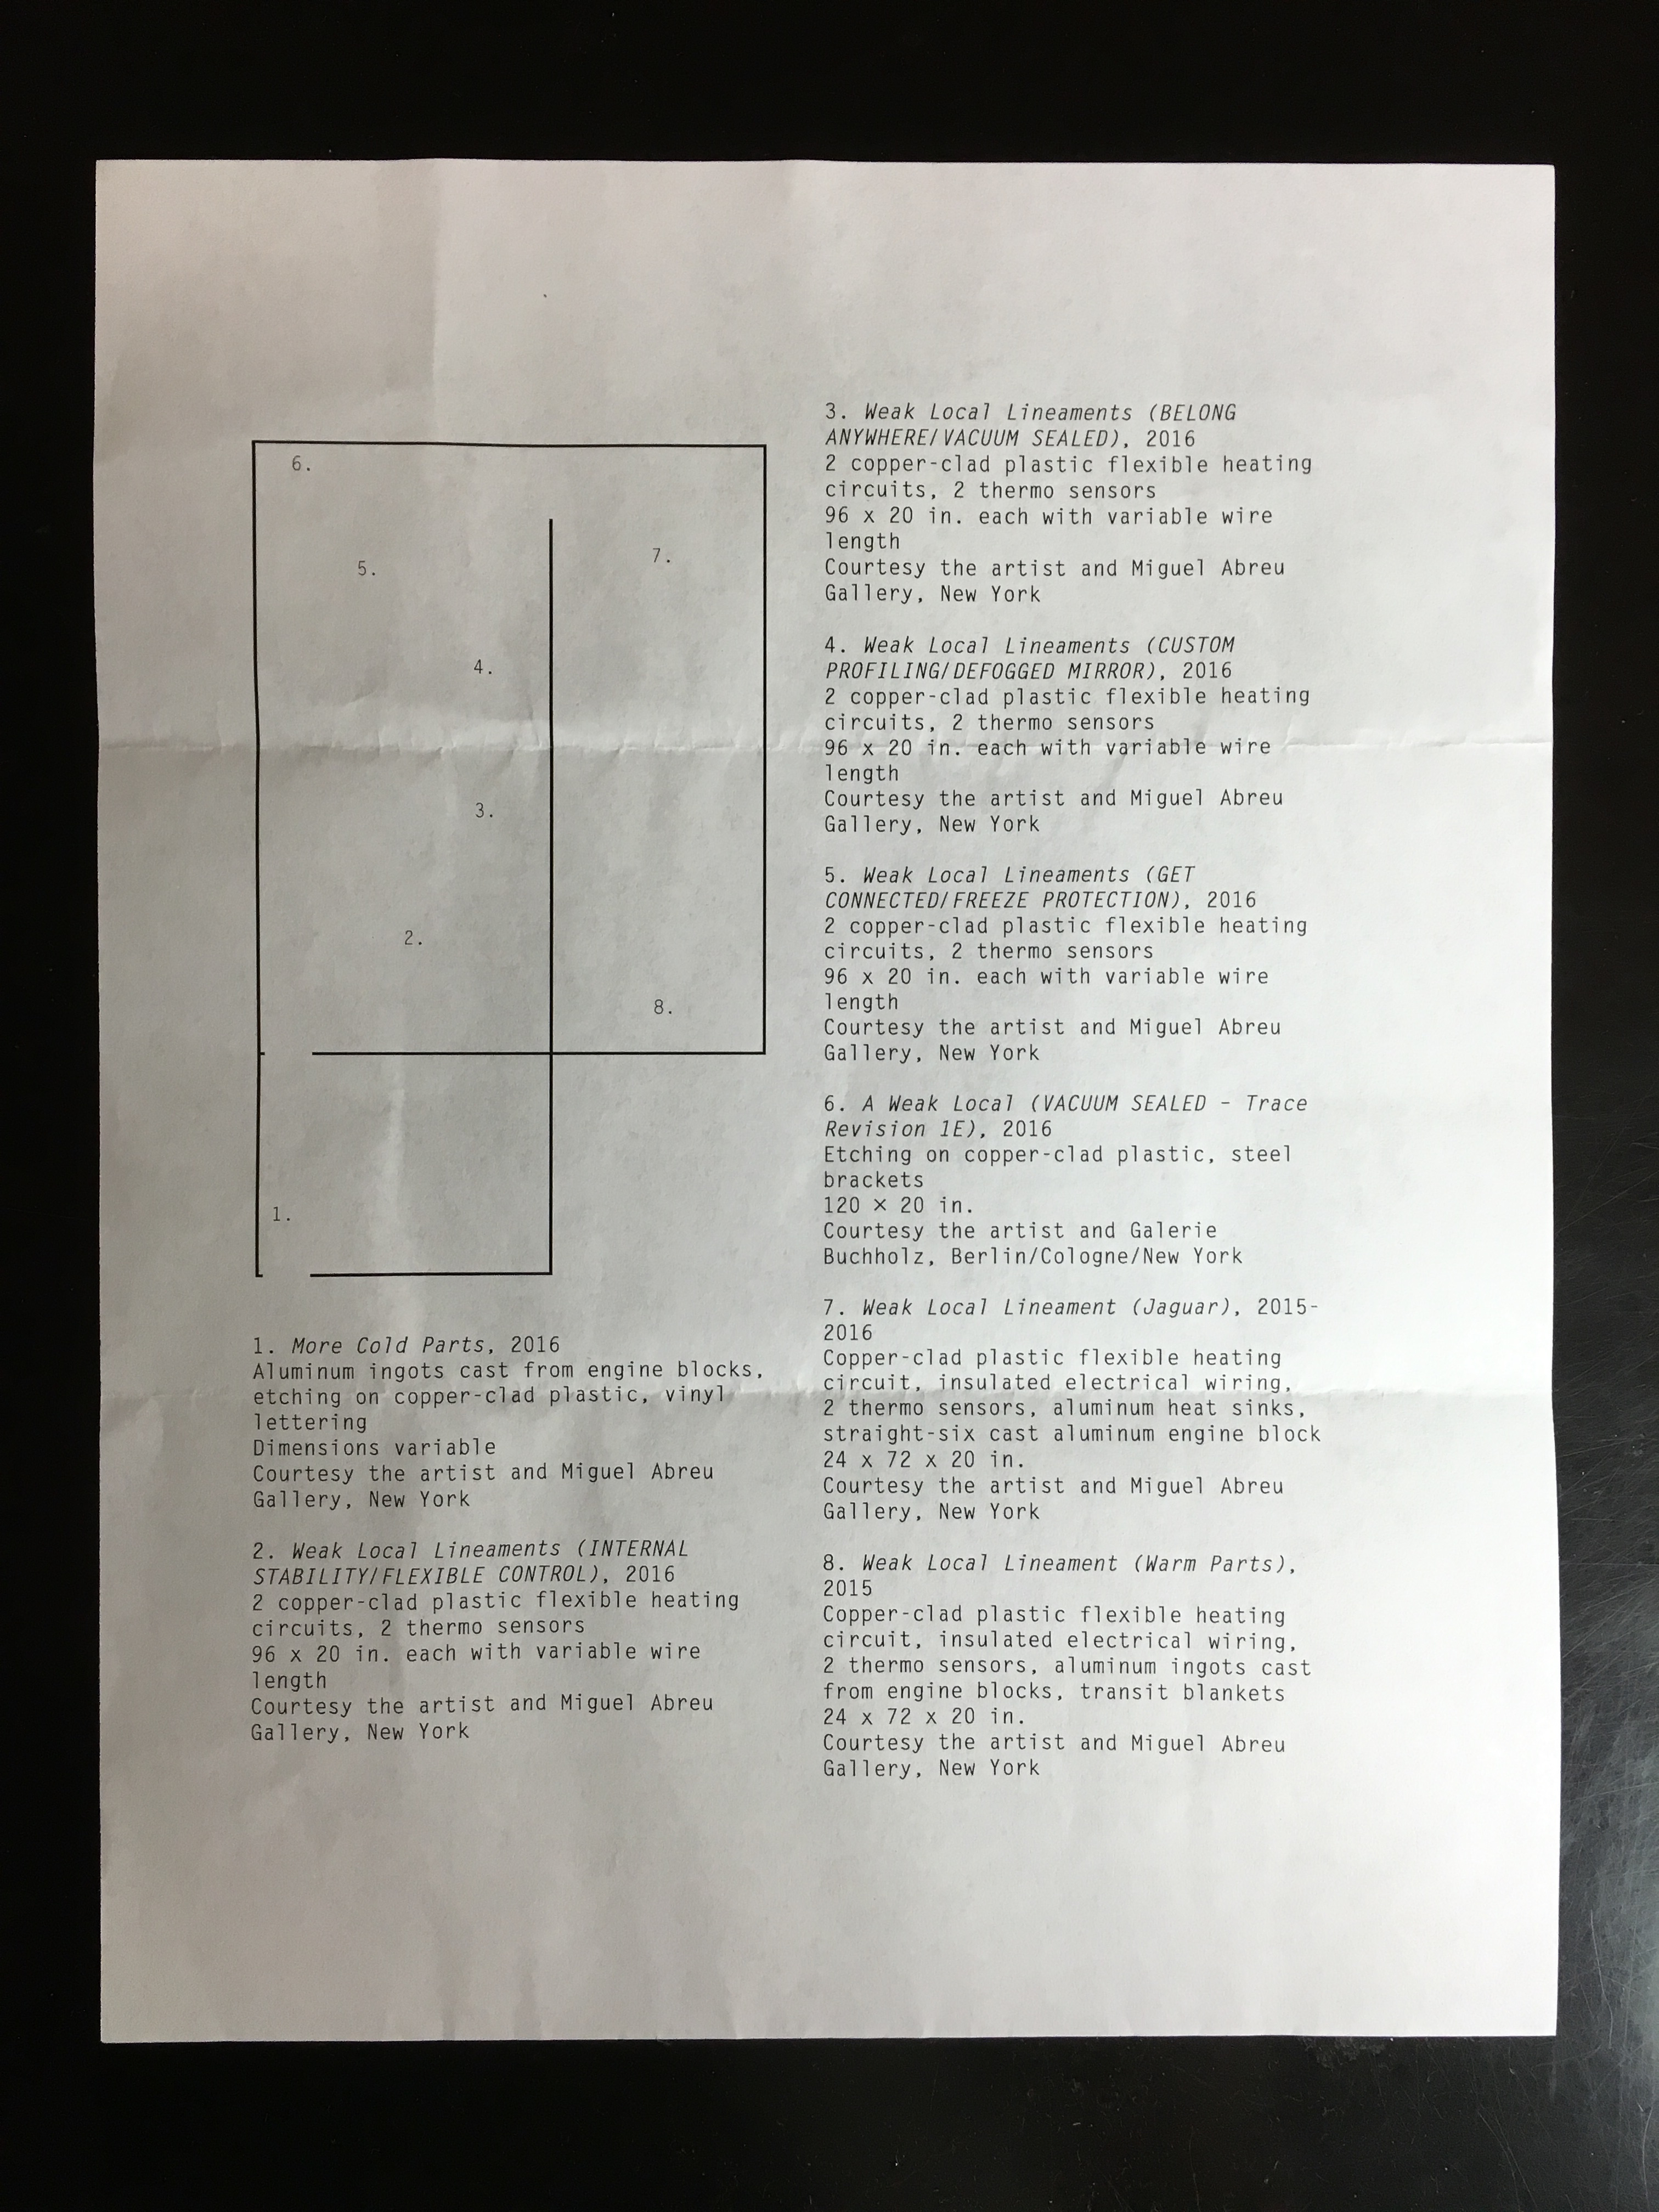 6.
5.
7.
4.
3.
2.
8.
1.
1. More Cold Parts, 2016
Aluminum ingots cast from engine blocks,
etching on copper-clad plastic, vinyl
lettering
Dimensions variable
Courtesy the artist and Miguel Abreu
Gallery, New York
2. Weak Local Lineaments (INTERNAL
STABILITY/FLEXIBLE CONTROL), 2016
2 copper-clad plastic flexible heating
circuits, 2 thermo sensors
96 x 20 in. each with variable wire
length
Courtesy the artist and Miguel Abreu
Gallery, New York
3. Weak Local Lineaments (BELONG
ANYWHERE/VACUUM SEALED), 2016
2 copper-clad plastic flexible heating
circuits, 2 thermo sensors
96 x 20 in. each with variable wire
length
Courtesy the artist and Miguel Abreu
Gallery, New York
4. Weak Local Lineaments (CUSTOM
PROFILING/DEFOGGED MIRROR), 2016
2 copper-clad plastic flexible heating
circuits, 2 thermo sensors
96 x 20 in. each with variable wire
length
Courtesy the artist and Miguel Abreu
Gallery, New York
5. Weak Local Lineaments (GET
CONNECTED/FREEZE PROTECTION), 2016
2 copper-clad plastic flexible heating
circuits, 2 thermo sensors
96 x 20 in. each with variable wire
length
Courtesy the artist and Miguel Abreu
Gallery, New York
6. A Weak Local (VACUUM SEALED – Trace
Revision 1E), 2016
Etching on copper-clad plastic, steel
brackets
120 × 20 in.
Courtesy the artist and Galerie
Buchholz, Berlin/Cologne/New York
7. Weak Local Lineament (Jaguar), 2015-
2016
Copper-clad plastic flexible heating
circuit, insulated electrical wiring,
2 thermo sensors, aluminum heat sinks,
straight-six cast aluminum engine block
24 x 72 x 20 in.
Courtesy the artist and Miguel Abreu
Gallery, New York
8. Weak Local Lineament (Warm Parts),
2015
Copper-clad plastic flexible heating
circuit, insulated electrical wiring,
2 thermo sensors, aluminum ingots cast
from engine blocks, transit blankets
24 x 72 x 20 in.
Courtesy the artist and Miguel Abreu
Gallery, New York